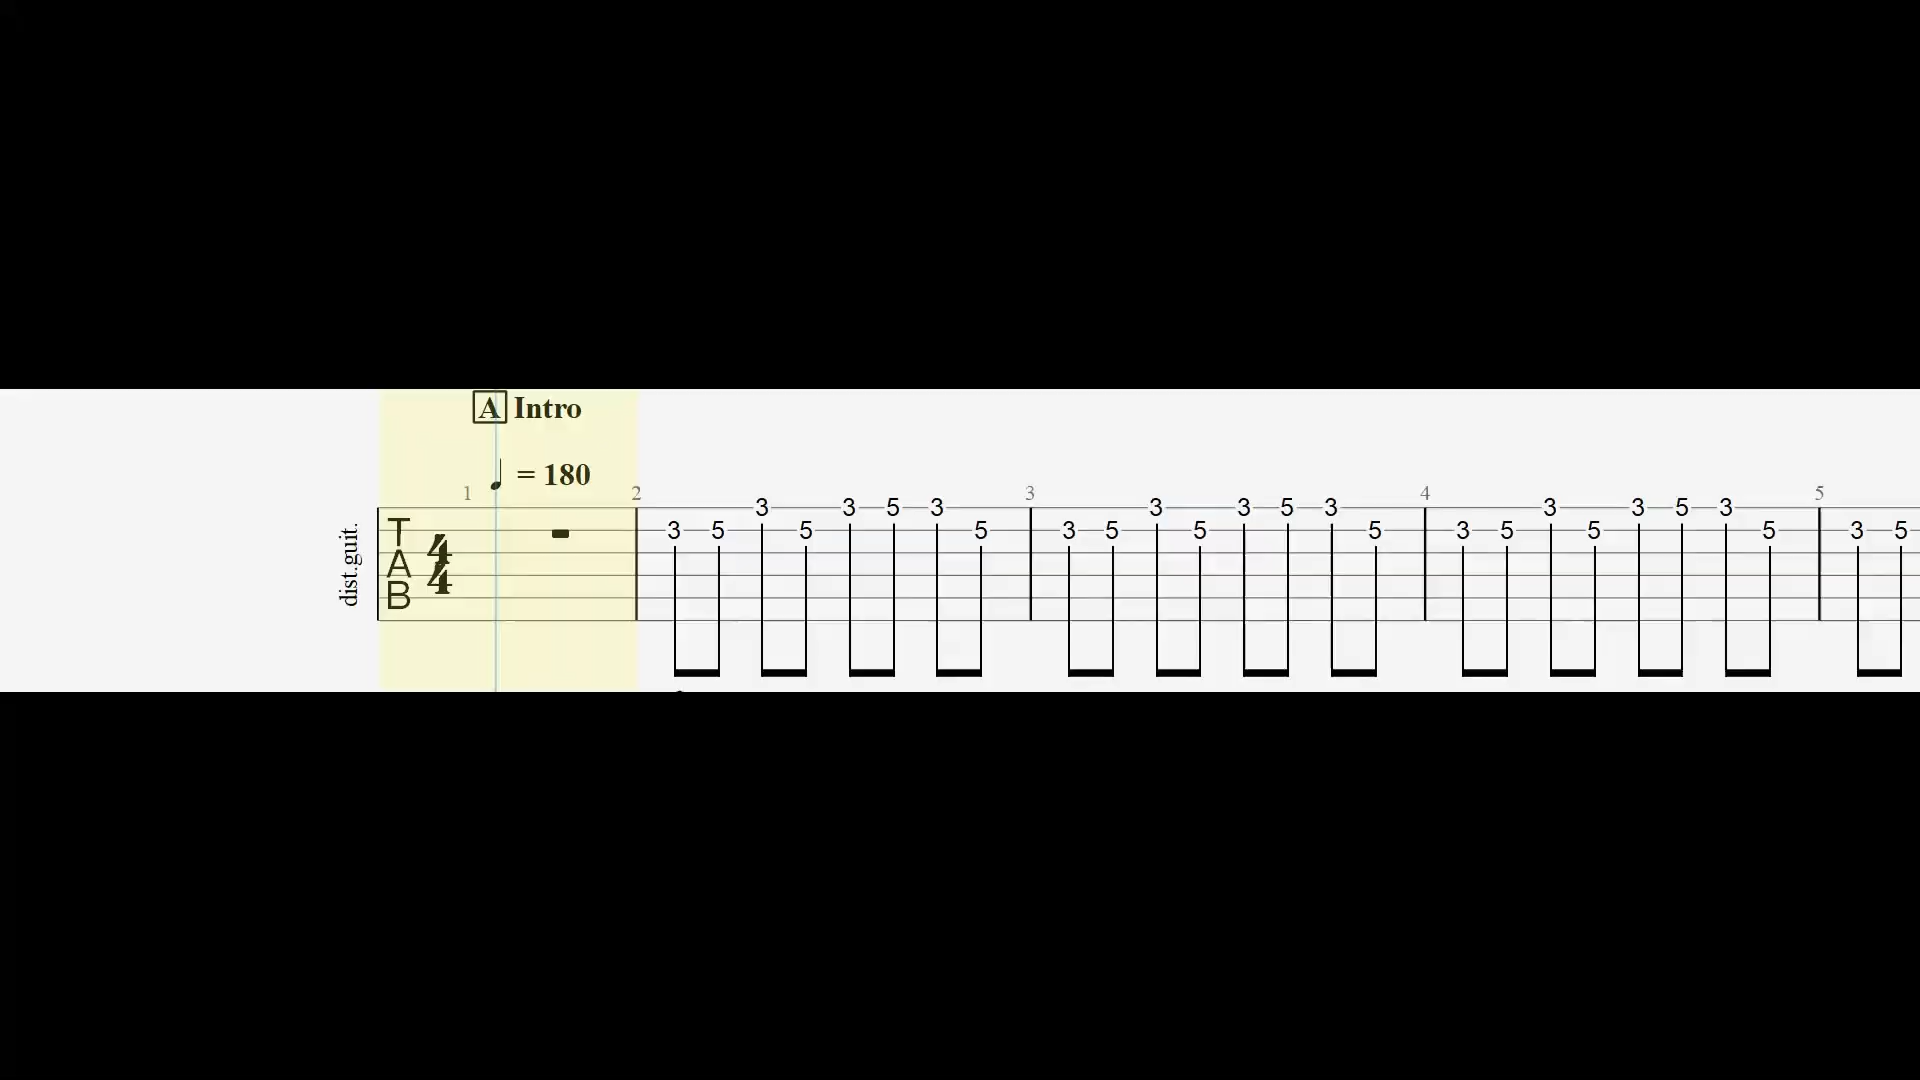 A Intro
♩ = 180
1 2 3 4 5
3 3 5 3 3 3 5 3 3 3 5 3
dist.guit.
T
A
B
4
4
3 5 5 5 3 5 5 5 3 5 5 5 3 5